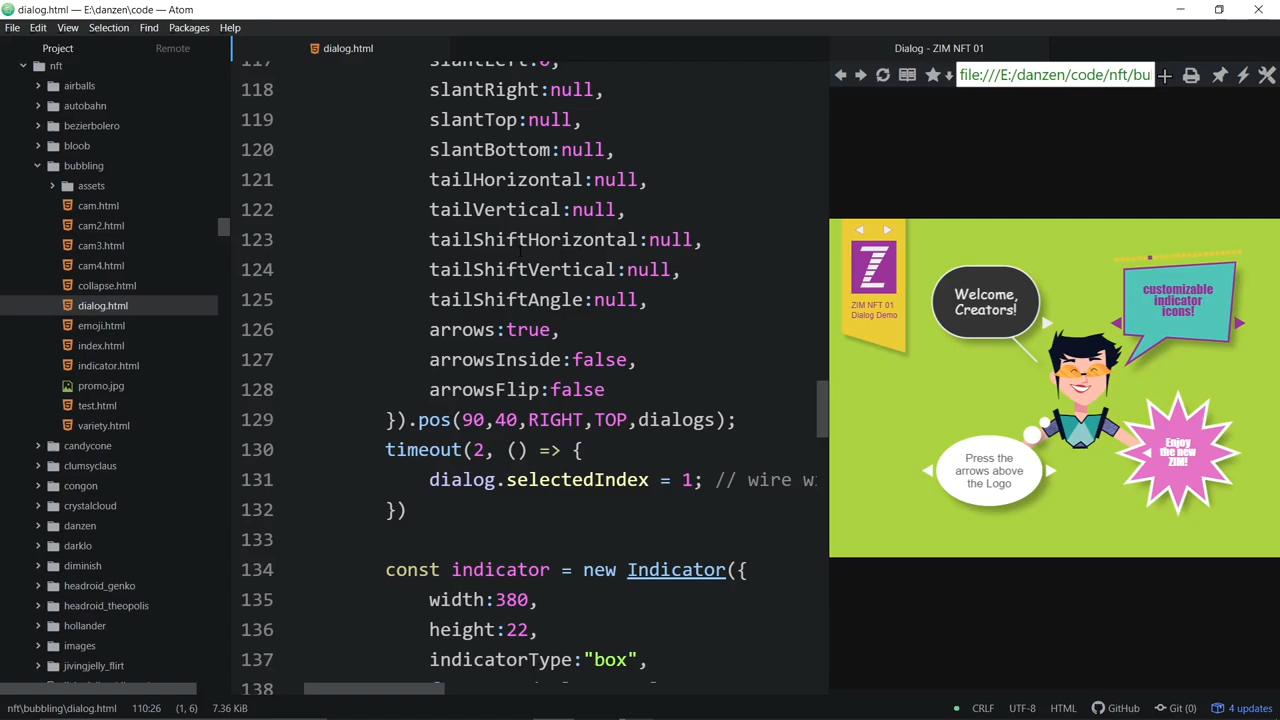 dialog.html — E:\danzen\code — Atom
File Edit View Selection Find Packages Help
Project
Remote
nft
airballs
autobahn
bezierbolero
bloob
bubbling
assets
cam.html
cam2.html
cam3.html
cam4.html
collapse.html
dialog.html
emoji.html
index.html
indicator.html
promo.jpg
test.html
variety.html
candycone
clumsyclaus
congon
crystalcloud
danzen
darklo
diminish
headroid_genko
headroid_theopolis
hollander
images
jivingjelly_flirt
dialog.html
117 slantLeft:0,
118 slantRight:null,
119 slantTop:null,
120 slantBottom:null,
121 tailHorizontal:null,
122 tailVertical:null,
123 tailShiftHorizontal:null,
124 tailShiftVertical:null,
125 tailShiftAngle:null,
126 arrows:true,
127 arrowsInside:false,
128 arrowsFlip:false
129 }).pos(90,40,RIGHT,TOP,dialogs);
130 timeout(2, () => {
131 dialog.selectedIndex = 1; // wire w
132 })
133
134 const indicator = new Indicator({
135 width:380,
136 height:22,
137 indicatorType:"box",
138
Dialog - ZIM NFT 01
file:///E:/danzen/code/nft/bu
Z
ZIM NFT 01
Dialog Demo
Welcome,
Creators!
customizable
indicator
icons!
Press the
arrows above
the Logo
Enjoy
the new
ZIM!
nft\bubbling\dialog.html 110:26 (1, 6) 7.36 KiB
CRLF UTF-8 HTML GitHub Git (0) 4 updates